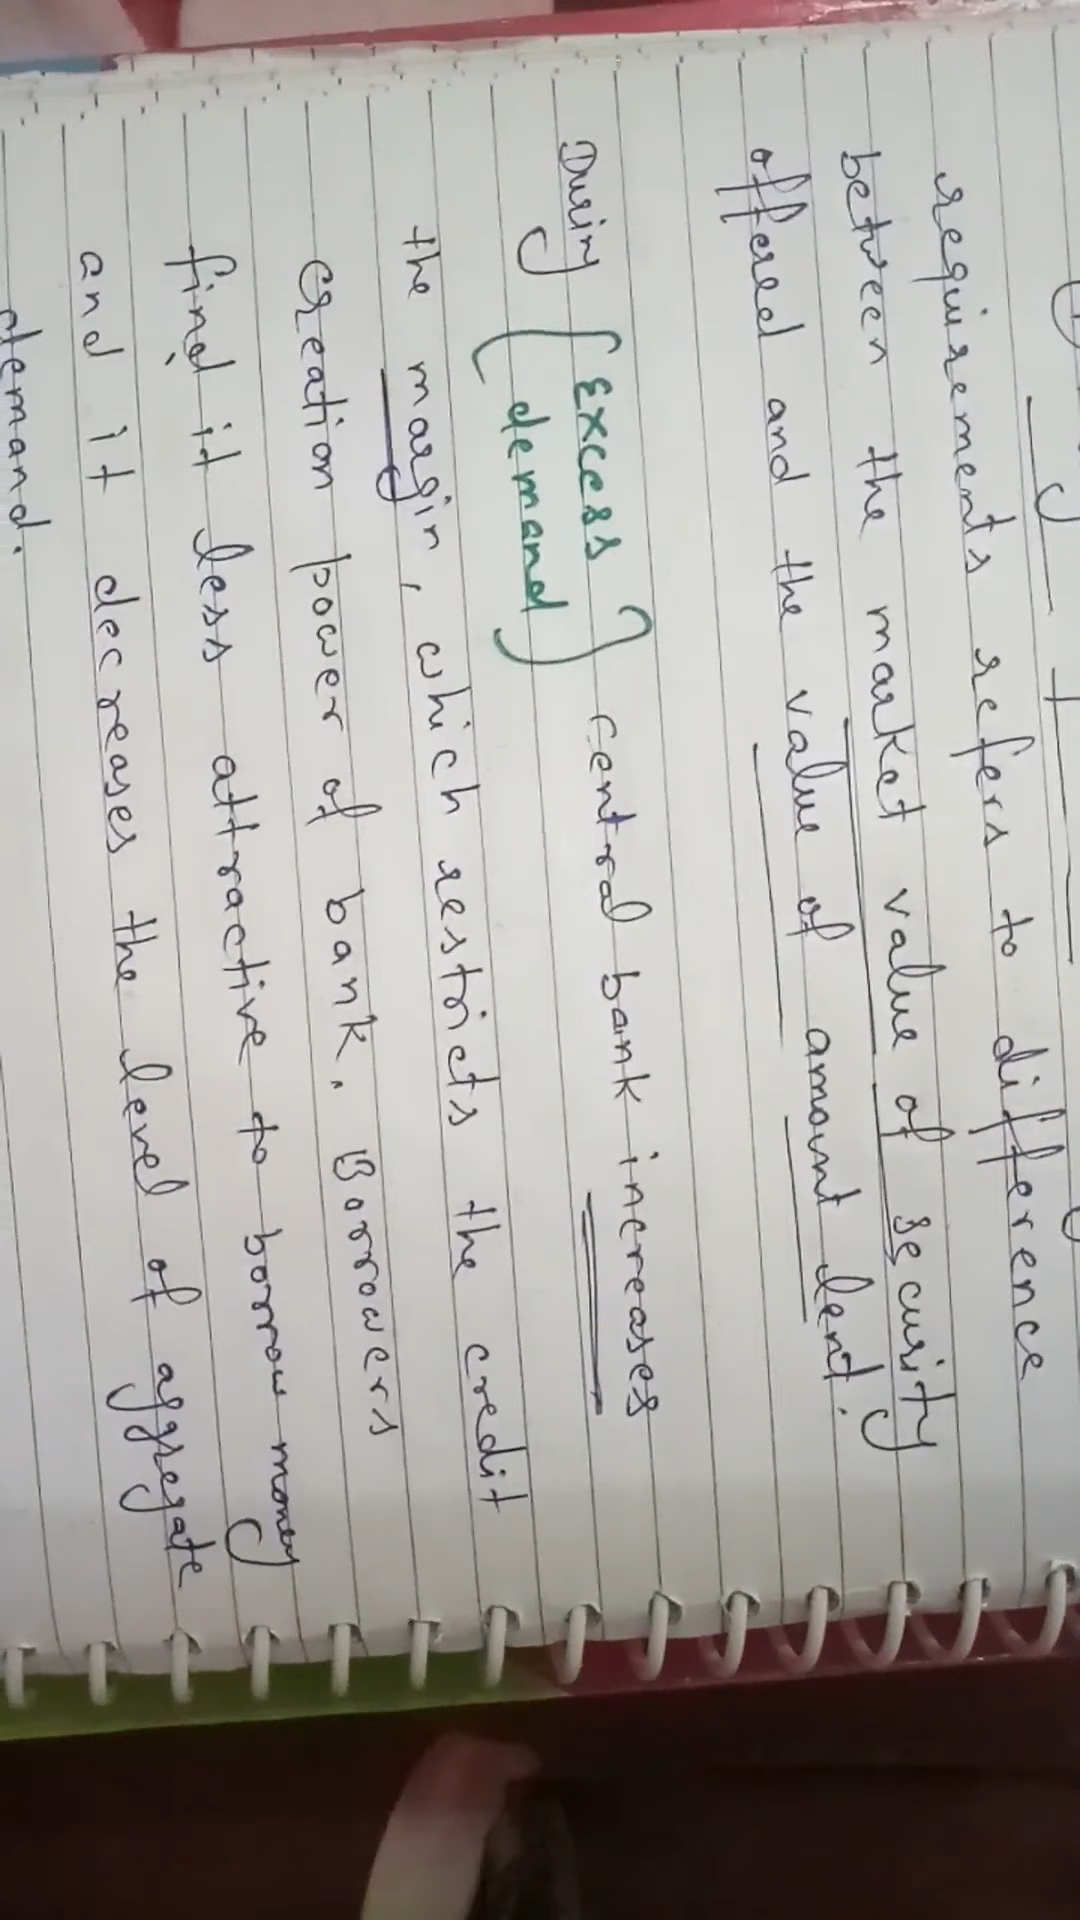 requirements refers to difference
between the market value of security
offered and the value of amount lent.
During {Excess demand} central bank increases
the margin, which restricts the credit
creation power of bank. Borrowers
find it less attractive to borrow money
and it decreases the level of aggregate
demand.